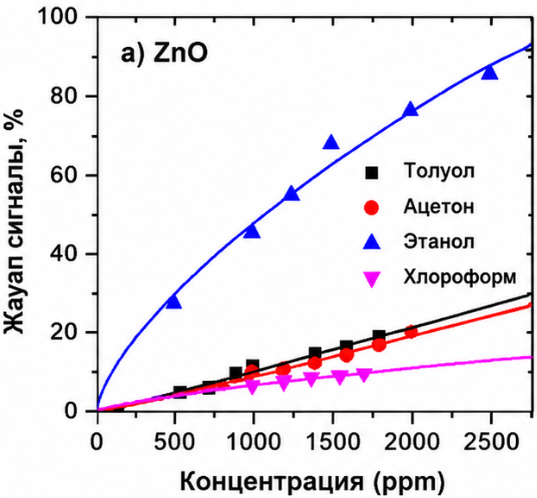 100
80
60
40
20
0
Жауап сигналы, %
а) ZnO
Толуол
Ацетон
Этанол
Хлороформ
0 500 1000 1500 2000 2500
Концентрация (ppm)